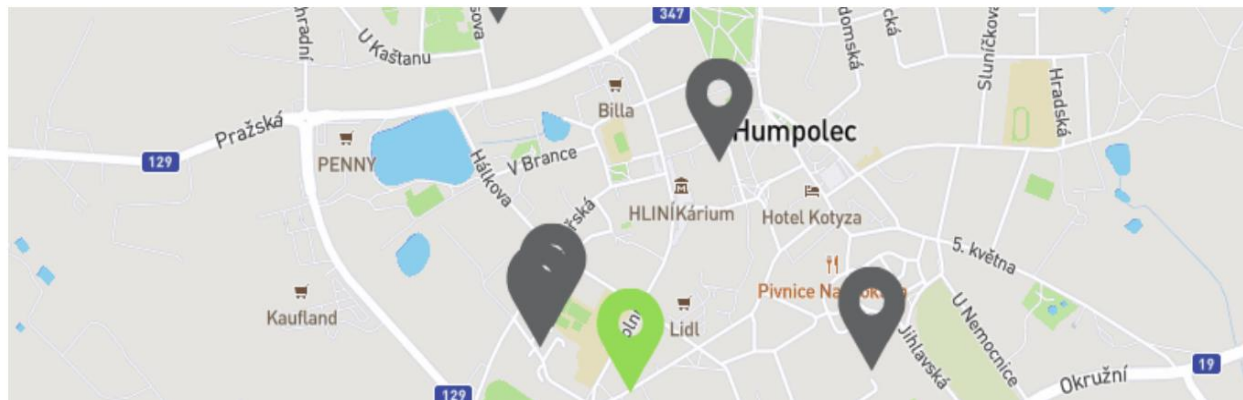 347
U Kaštanu
Pražská
129
PENNY
Billa
Humpolec
Sluníčkova
Hradská
Hálkova
V Brance
HLINÍKárium
Hotel Kotyza
5. května
Kaufland
Lidl
U Nemocnice
Jihlavská
19
Okružní
129